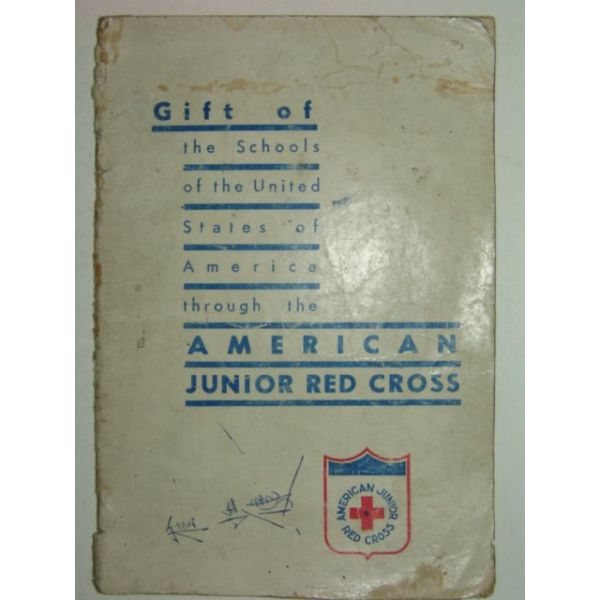 Gift of
the Schools
of the United
States of
America
through the
AMERICAN
JUNIOR RED CROSS
AMERICAN JUNIOR
RED CROSS